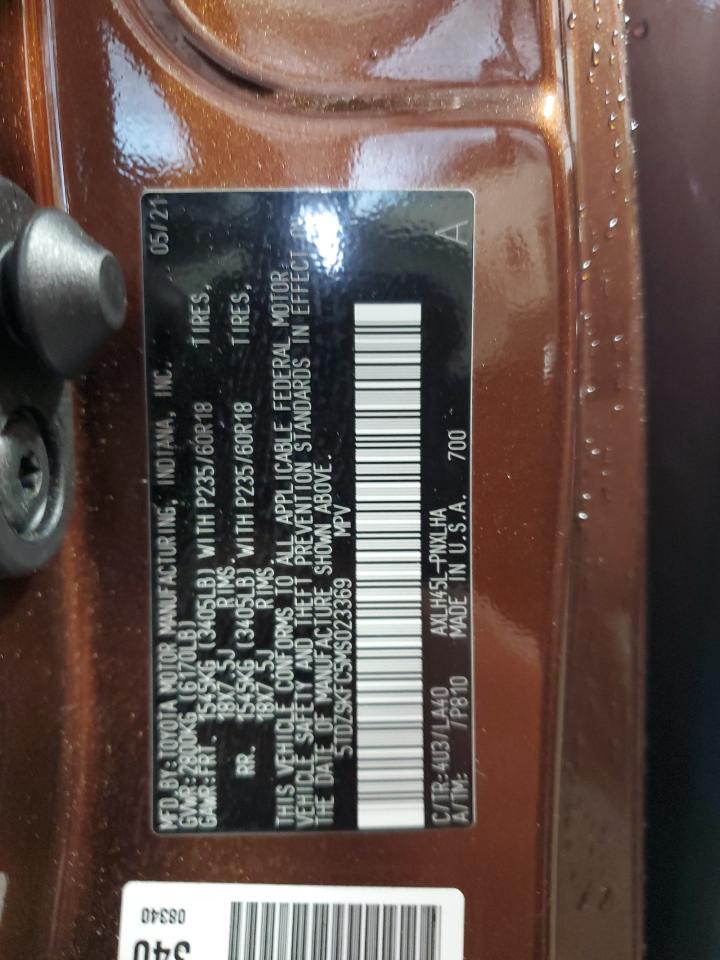 MFD.BY:TOYOTA MOTOR MANUFACTURING, INDIANA, INC. 05/21
GVWR:2800KG (6170LB)
GAWR:FRT. 1545KG (3405LB) WITH P235/60R18 TIRES,
18X7.5J RIMS,
RR. 1545KG (3405LB) WITH P235/60R18 TIRES,
18X7.5J RIMS.
THIS VEHICLE CONFORMS TO ALL APPLICABLE FEDERAL MOTOR
VEHICLE SAFETY AND THEFT PREVENTION STANDARDS IN EFFECT
THE DATE OF MANUFACTURE SHOWN ABOVE.
5TDZSKFC5MS023369 MPV
C/TR:4U3/LA40 AXLH45L-PNXLHA
A/TM: /P810 MADE IN U.S.A. 700 A
08340
340